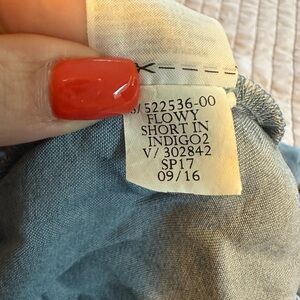 S/522536-00
FLOWY
SHORT IN
INDIGO2
V/ 302842
SP17
09/16